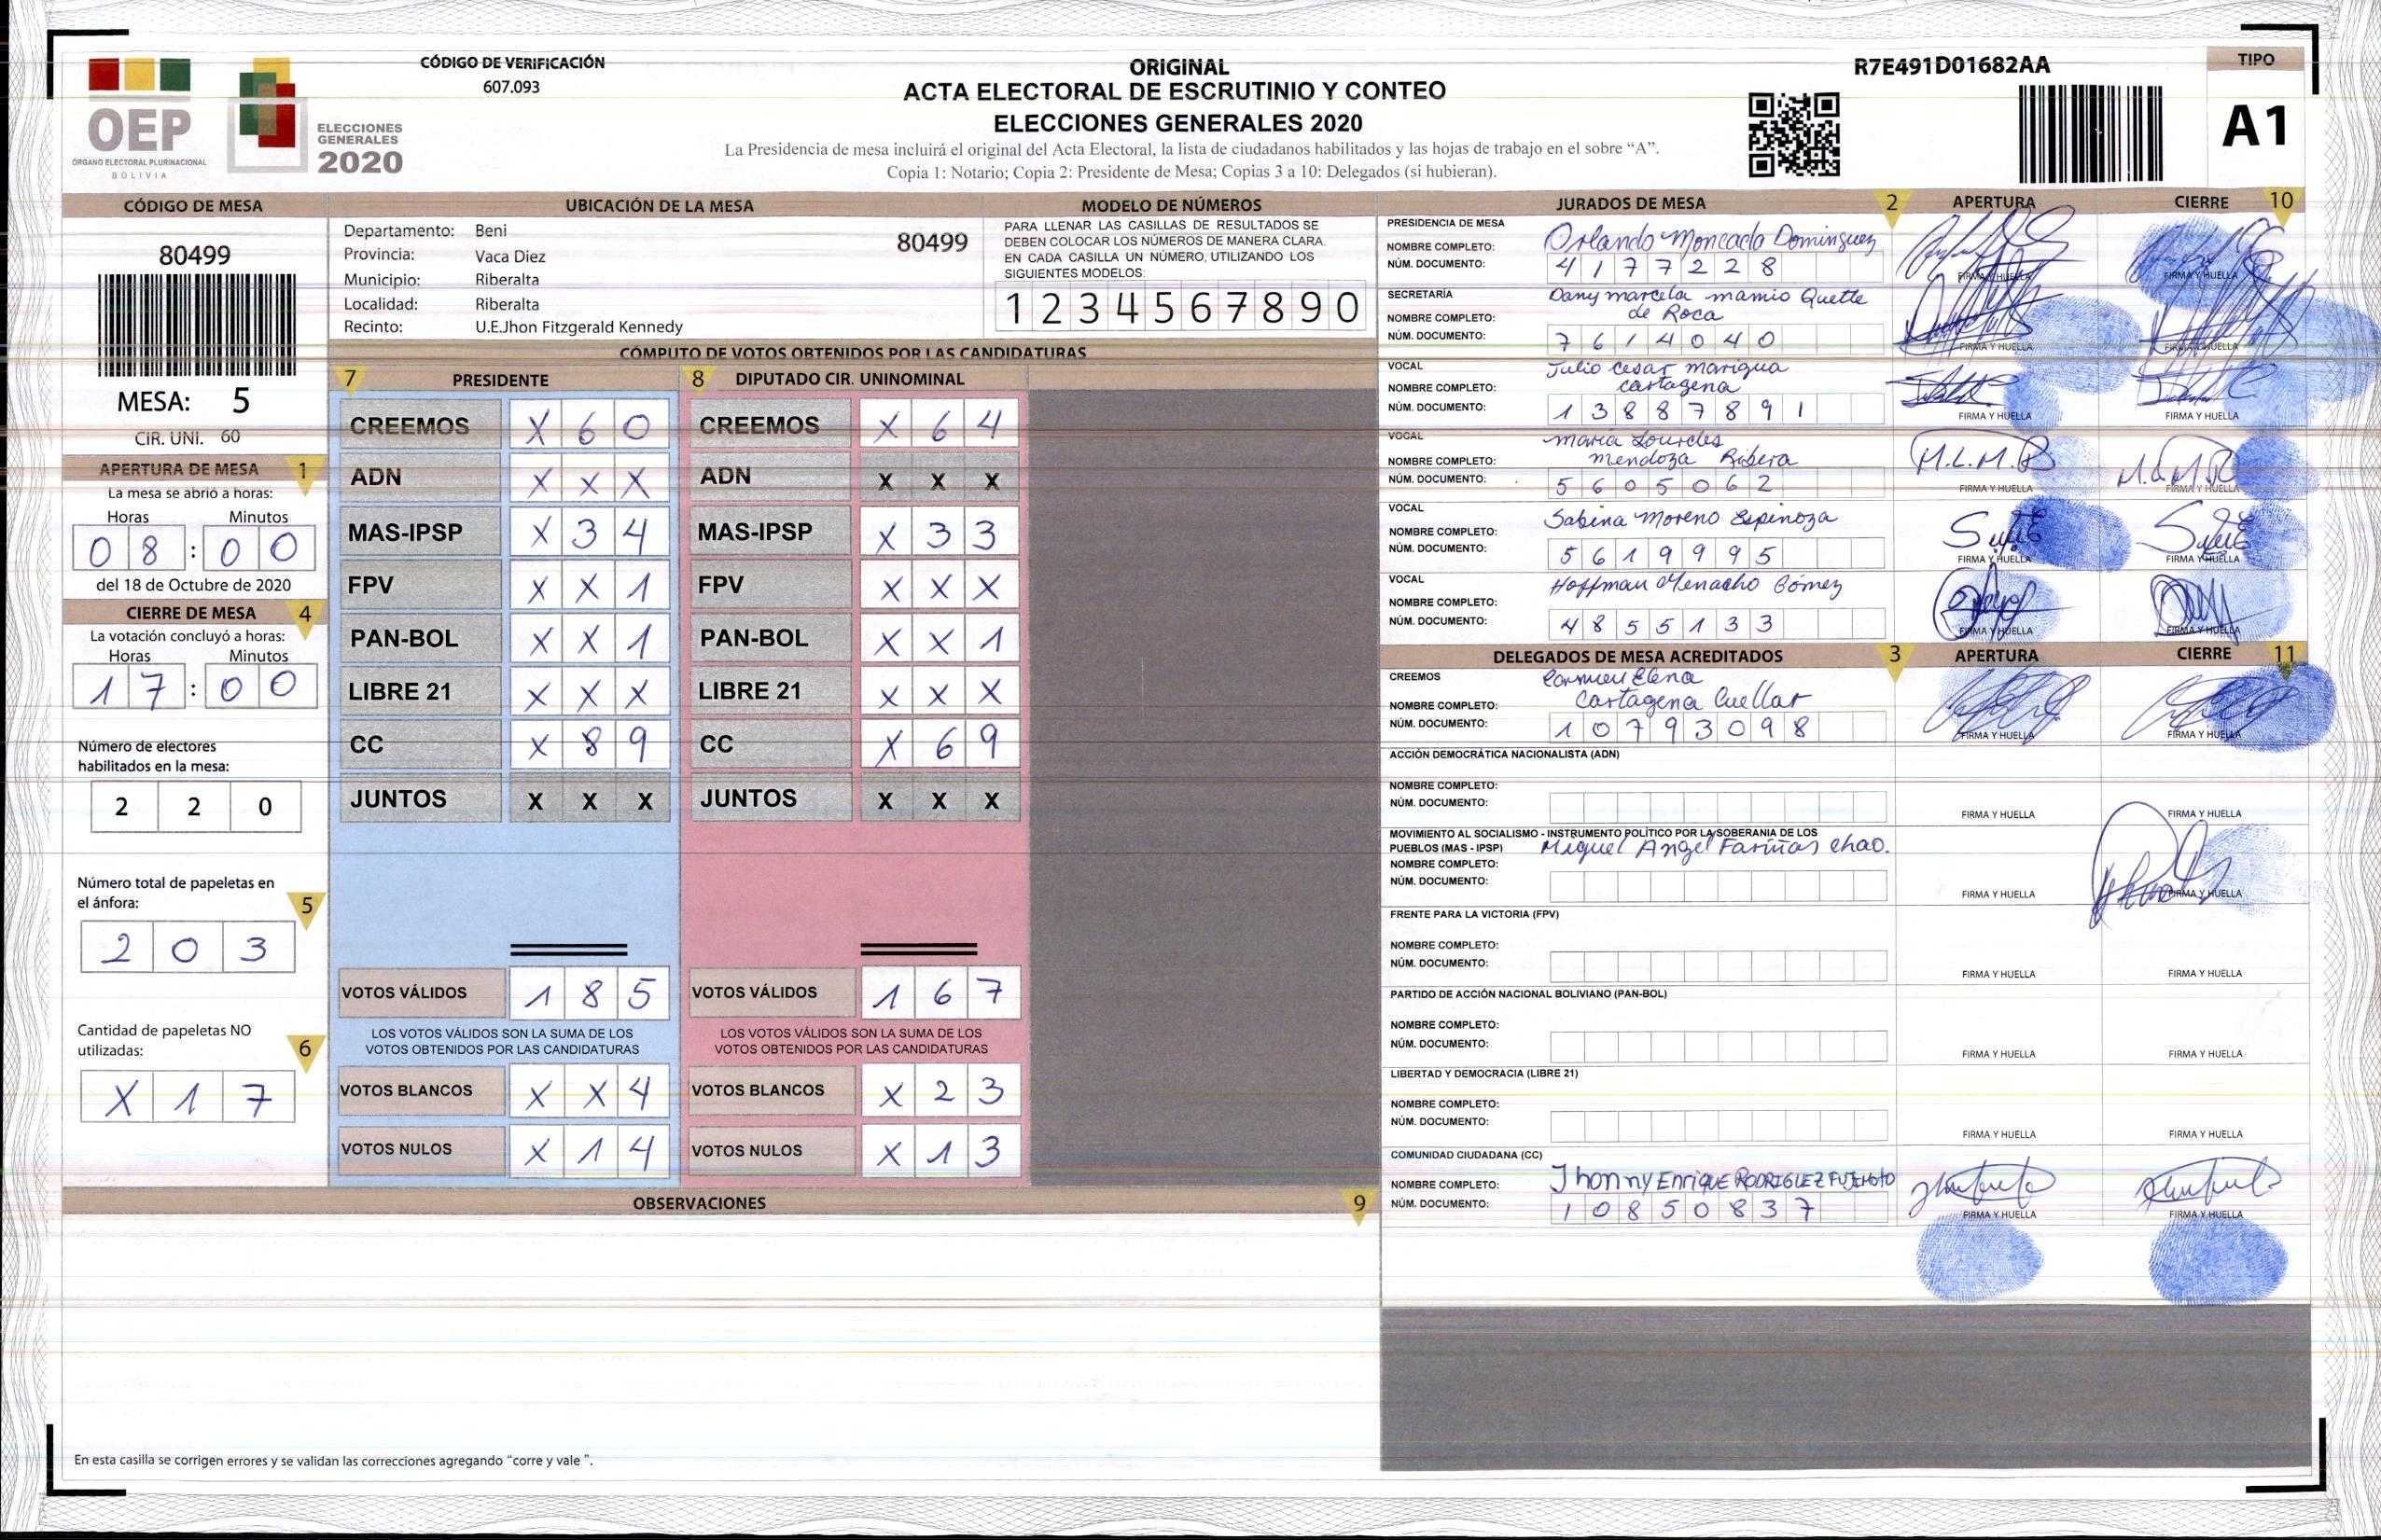 OEP
ÓRGANO ELECTORAL PLURINACIONAL
BOLIVIA
ELECCIONES
GENERALES
2020
CÓDIGO DE VERIFICACIÓN
607.093
ORIGINAL
ACTA ELECTORAL DE ESCRUTINIO Y CONTEO
ELECCIONES GENERALES 2020
La Presidencia de mesa incluirá el original del Acta Electoral, la lista de ciudadanos habilitados y las hojas de trabajo en el sobre “A”.
Copia 1: Notario; Copia 2: Presidente de Mesa; Copias 3 a 10: Delegados (si hubieran).
R7E491D01682AA
TIPO
A1
CÓDIGO DE MESA
80499
MESA: 5
CIR. UNI. 60
APERTURA DE MESA 1
La mesa se abrió a horas:
Horas Minutos
08:00
del 18 de Octubre de 2020
CIERRE DE MESA 4
La votación concluyó a horas:
Horas Minutos
17:00
Número de electores
habilitados en la mesa:
2 2 0
Número total de papeletas en
el ánfora: 5
2 0 3
Cantidad de papeletas NO
utilizadas: 6
X 1 7
UBICACIÓN DE LA MESA
Departamento: Beni
Provincia: Vaca Diez
Municipio: Riberalta
Localidad: Riberalta
Recinto: U.E.Jhon Fitzgerald Kennedy
80499
MODELO DE NÚMEROS
PARA LLENAR LAS CASILLAS DE RESULTADOS SE
DEBEN COLOCAR LOS NÚMEROS DE MANERA CLARA.
EN CADA CASILLA UN NÚMERO, UTILIZANDO LOS
SIGUIENTES MODELOS:
1 2 3 4 5 6 7 8 9 0
CÓMPUTO DE VOTOS OBTENIDOS POR LAS CANDIDATURAS
7 PRESIDENTE
CREEMOS X 6 0
ADN X X X
MAS-IPSP X 3 4
FPV X X 1
PAN-BOL X X 1
LIBRE 21 X X X
CC X 8 9
JUNTOS X X X
VOTOS VÁLIDOS 1 8 5
LOS VOTOS VÁLIDOS SON LA SUMA DE LOS
VOTOS OBTENIDOS POR LAS CANDIDATURAS
VOTOS BLANCOS X X 4
VOTOS NULOS X 1 4
8 DIPUTADO CIR. UNINOMINAL
CREEMOS X 6 4
ADN X X X
MAS-IPSP X 3 3
FPV X X X
PAN-BOL X X 1
LIBRE 21 X X X
CC X 6 9
JUNTOS X X X
VOTOS VÁLIDOS 1 6 7
LOS VOTOS VÁLIDOS SON LA SUMA DE LOS
VOTOS OBTENIDOS POR LAS CANDIDATURAS
VOTOS BLANCOS X 2 3
VOTOS NULOS X 1 3
OBSERVACIONES 9
En esta casilla se corrigen errores y se validan las correcciones agregando “corre y vale ”.
JURADOS DE MESA 2 APERTURA CIERRE 10
PRESIDENCIA DE MESA
NOMBRE COMPLETO: Orlando Moncada Dominguez
NÚM. DOCUMENTO: 4177228
FIRMA Y HUELLA FIRMA Y HUELLA
SECRETARÍA Dany marcela mamio Quette
NOMBRE COMPLETO: de Roca
NÚM. DOCUMENTO: 7614040
FIRMA Y HUELLA FIRMA Y HUELLA
VOCAL Julio Cesar Marigua
NOMBRE COMPLETO: Cartagena
NÚM. DOCUMENTO: 13887891
FIRMA Y HUELLA FIRMA Y HUELLA
VOCAL María Lourdes
NOMBRE COMPLETO: Mendoza Ribera
NÚM. DOCUMENTO: 5605062
M.L.M.R
FIRMA Y HUELLA FIRMA Y HUELLA
VOCAL Sabina Moreno Espinoza
NOMBRE COMPLETO:
NÚM. DOCUMENTO: 5619995
FIRMA Y HUELLA FIRMA Y HUELLA
VOCAL Hoffman Menacho Gómez
NOMBRE COMPLETO:
NÚM. DOCUMENTO: 4855133
FIRMA Y HUELLA FIRMA Y HUELLA
DELEGADOS DE MESA ACREDITADOS 3 APERTURA CIERRE 11
CREEMOS Carmen Elena
NOMBRE COMPLETO: Cartagena Cuellar
NÚM. DOCUMENTO: 10793098
FIRMA Y HUELLA FIRMA Y HUELLA
ACCIÓN DEMOCRÁTICA NACIONALISTA (ADN)
NOMBRE COMPLETO:
NÚM. DOCUMENTO:
FIRMA Y HUELLA FIRMA Y HUELLA
MOVIMIENTO AL SOCIALISMO - INSTRUMENTO POLÍTICO POR LA SOBERANIA DE LOS
PUEBLOS (MAS - IPSP) Miguel Angel Fariñas chao.
NOMBRE COMPLETO:
NÚM. DOCUMENTO:
FIRMA Y HUELLA FIRMA Y HUELLA
FRENTE PARA LA VICTORIA (FPV)
NOMBRE COMPLETO:
NÚM. DOCUMENTO:
FIRMA Y HUELLA FIRMA Y HUELLA
PARTIDO DE ACCIÓN NACIONAL BOLIVIANO (PAN-BOL)
NOMBRE COMPLETO:
NÚM. DOCUMENTO:
FIRMA Y HUELLA FIRMA Y HUELLA
LIBERTAD Y DEMOCRACIA (LIBRE 21)
NOMBRE COMPLETO:
NÚM. DOCUMENTO:
FIRMA Y HUELLA FIRMA Y HUELLA
COMUNIDAD CIUDADANA (CC)
NOMBRE COMPLETO: Jhonny Enrique RODRIGUEZ
NÚM. DOCUMENTO: 10850837
FIRMA Y HUELLA FIRMA Y HUELLA